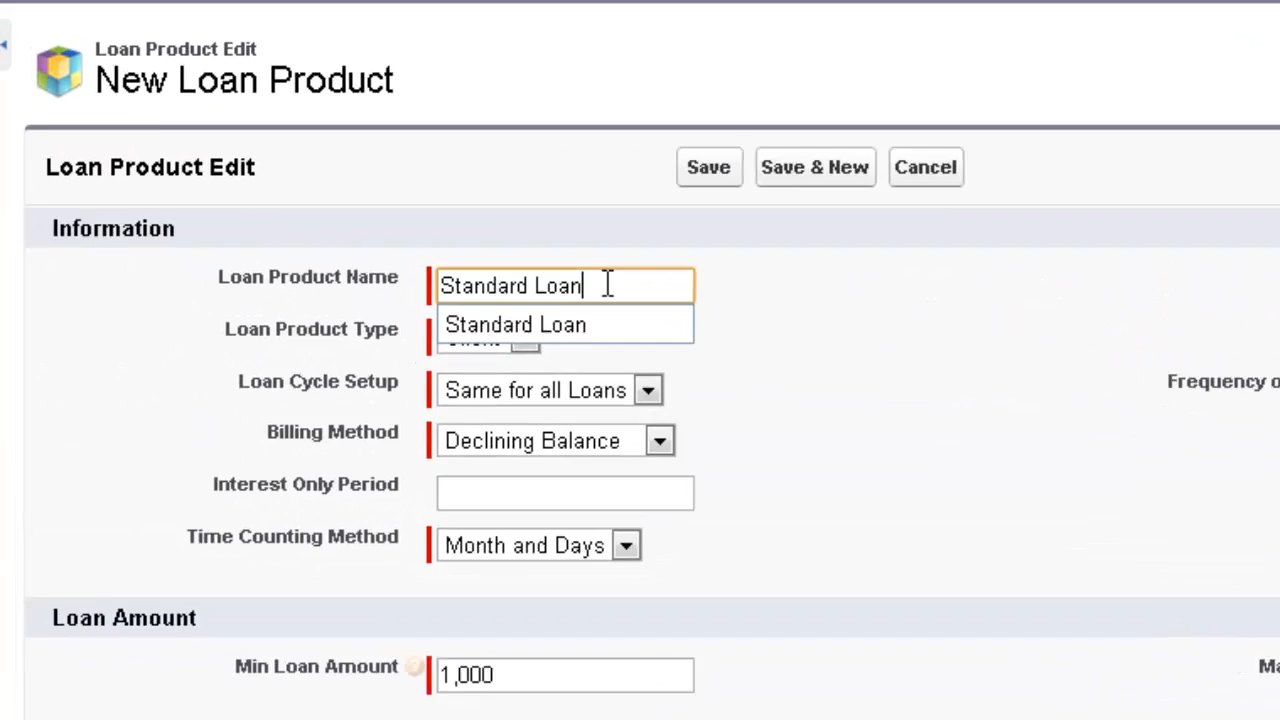 Loan Product Edit
New Loan Product
Loan Product Edit
Save
Save & New
Cancel
Information
Loan Product Name
Standard Loan
Standard Loan
Loan Product Type
Loan Cycle Setup
Same for all Loans
Frequency o
Billing Method
Declining Balance
Interest Only Period
Time Counting Method
Month and Days
Loan Amount
Min Loan Amount
1,000
Ma